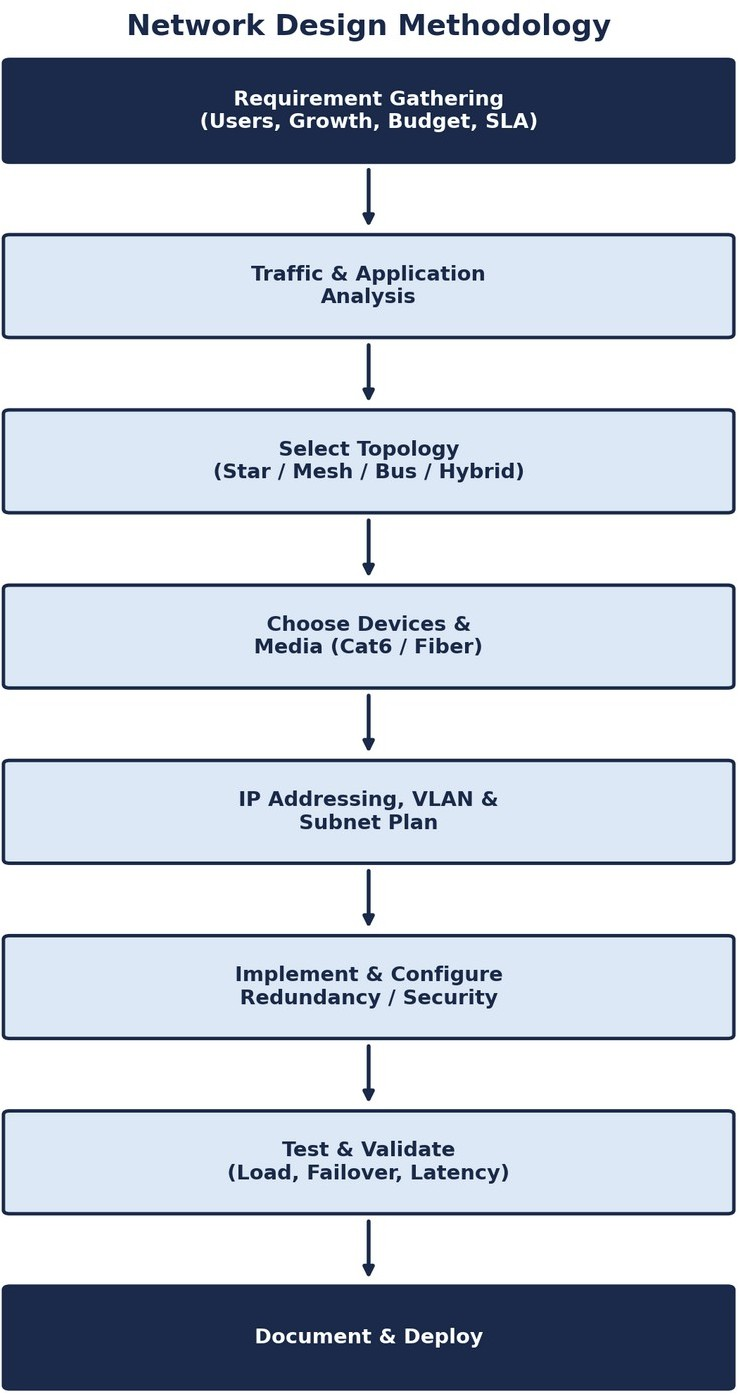 Network Design Methodology
Requirement Gathering
(Users, Growth, Budget, SLA)
Traffic & Application
Analysis
Select Topology
(Star / Mesh / Bus / Hybrid)
Choose Devices &
Media (Cat6 / Fiber)
IP Addressing, VLAN &
Subnet Plan
Implement & Configure
Redundancy / Security
Test & Validate
(Load, Failover, Latency)
Document & Deploy